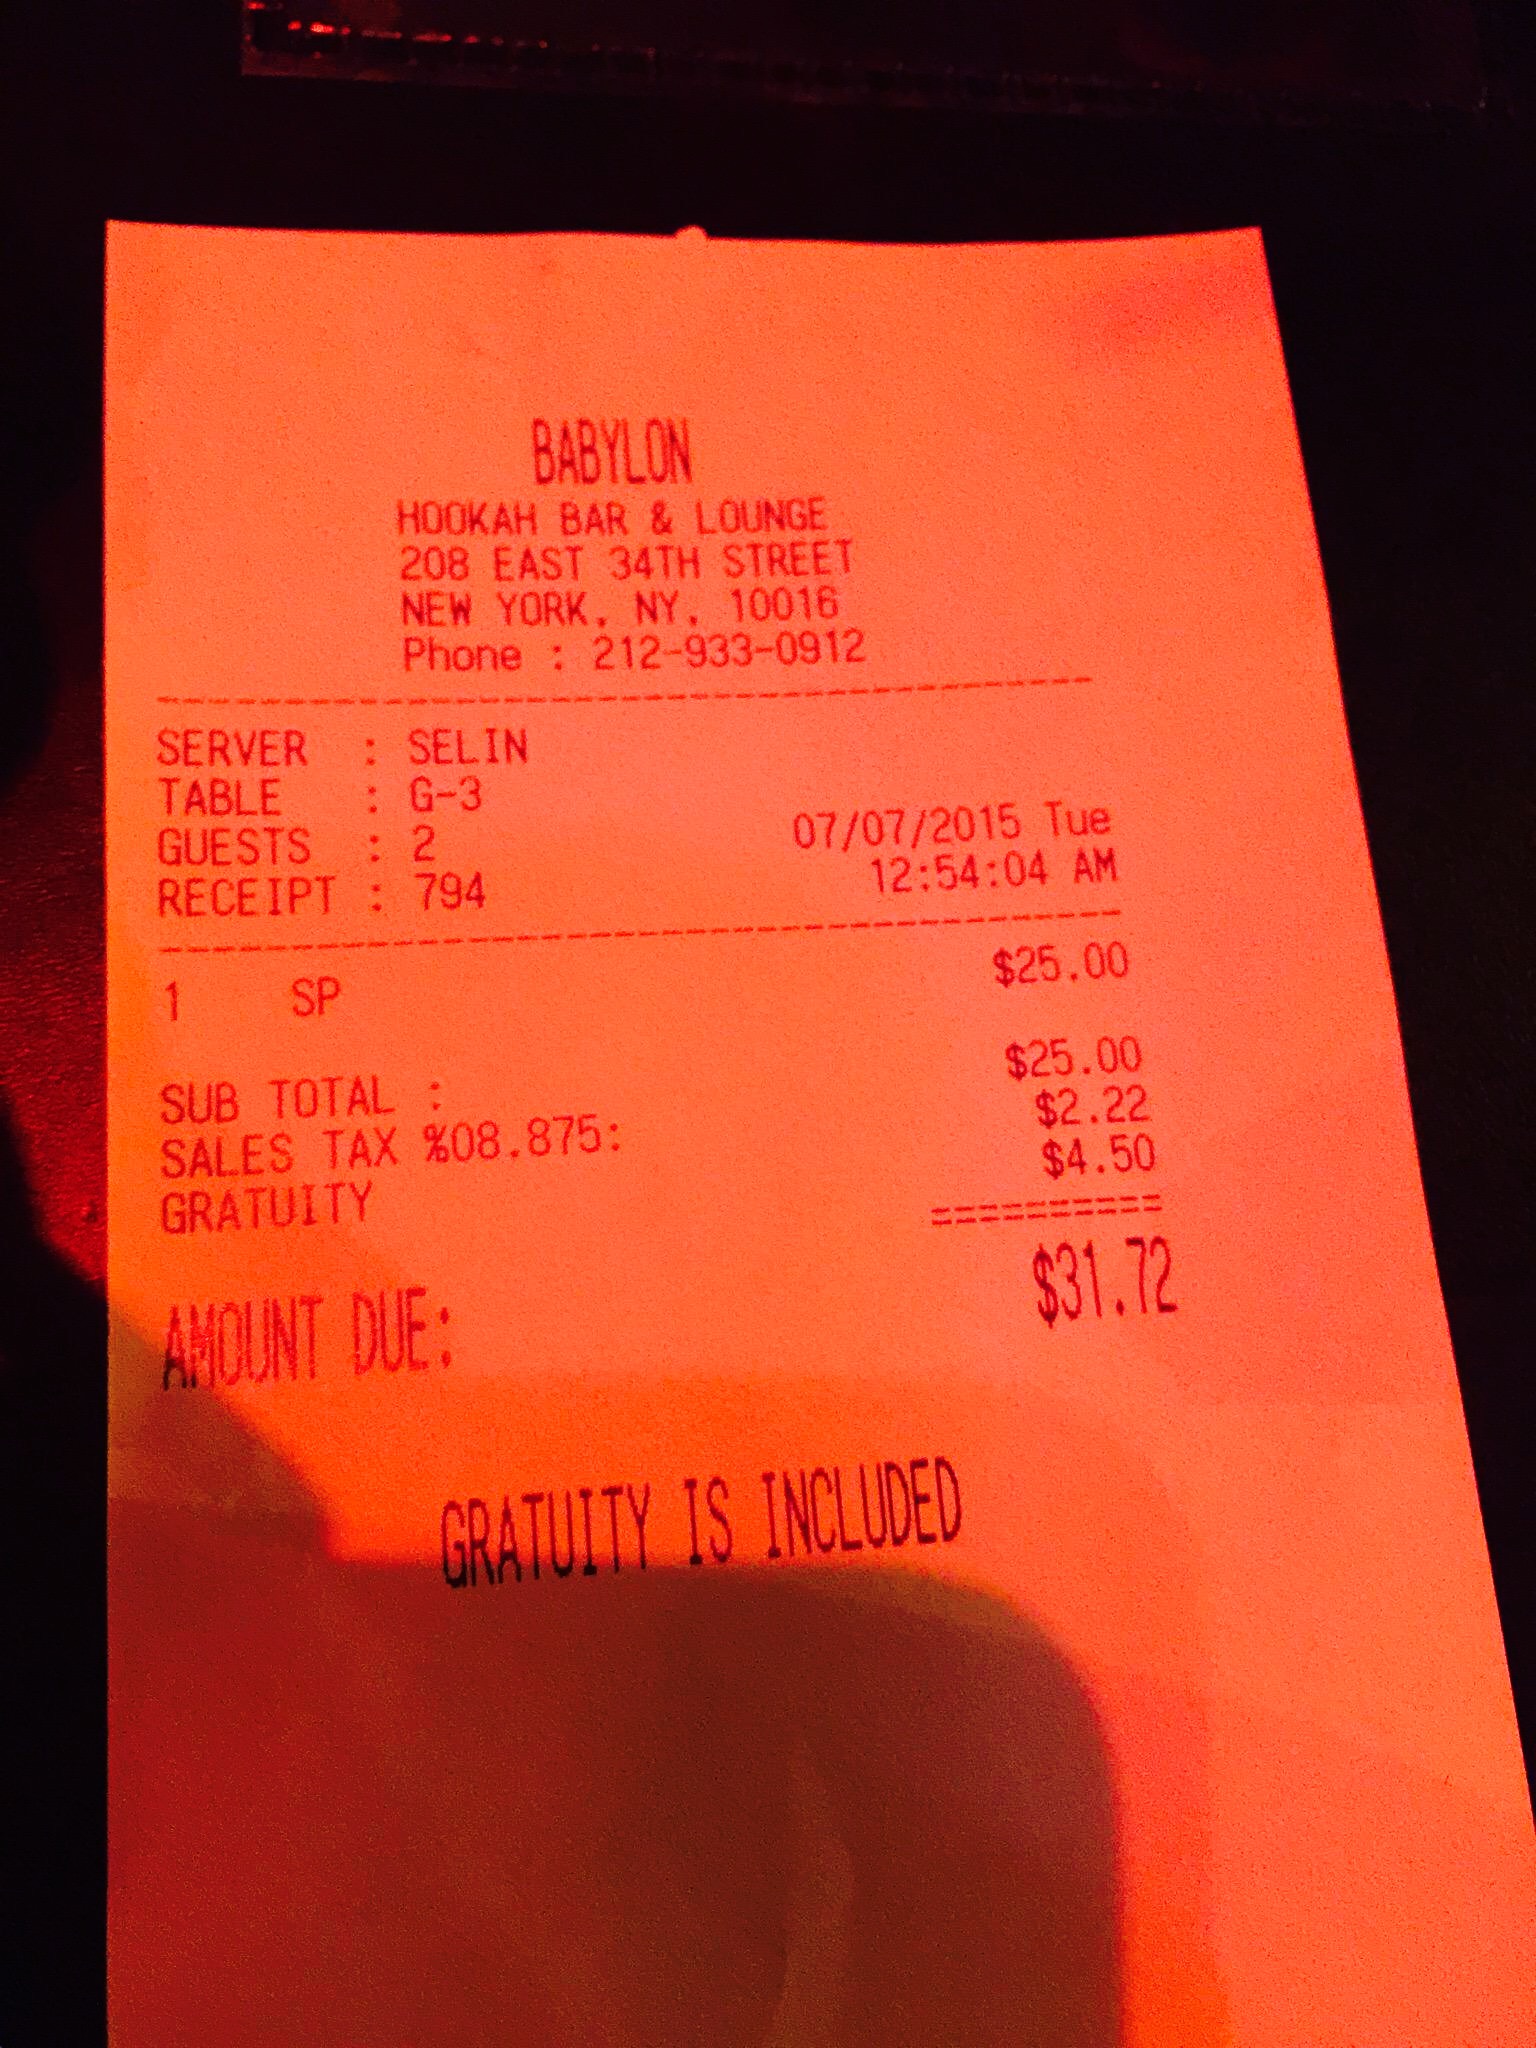 BABYLON
HOOKAH BAR & LOUNGE
208 EAST 34TH STREET
NEW YORK, NY, 10016
Phone : 212-933-0912
SERVER : SELIN
TABLE : G-3
GUESTS : 2 07/07/2015 Tue
RECEIPT : 794 12:54:04 AM
1 SP $25.00
SUB TOTAL : $25.00
SALES TAX %08.875: $2.22
GRATUITY $4.50
==========
AMOUNT DUE: $31.72
GRATUITY IS INCLUDED